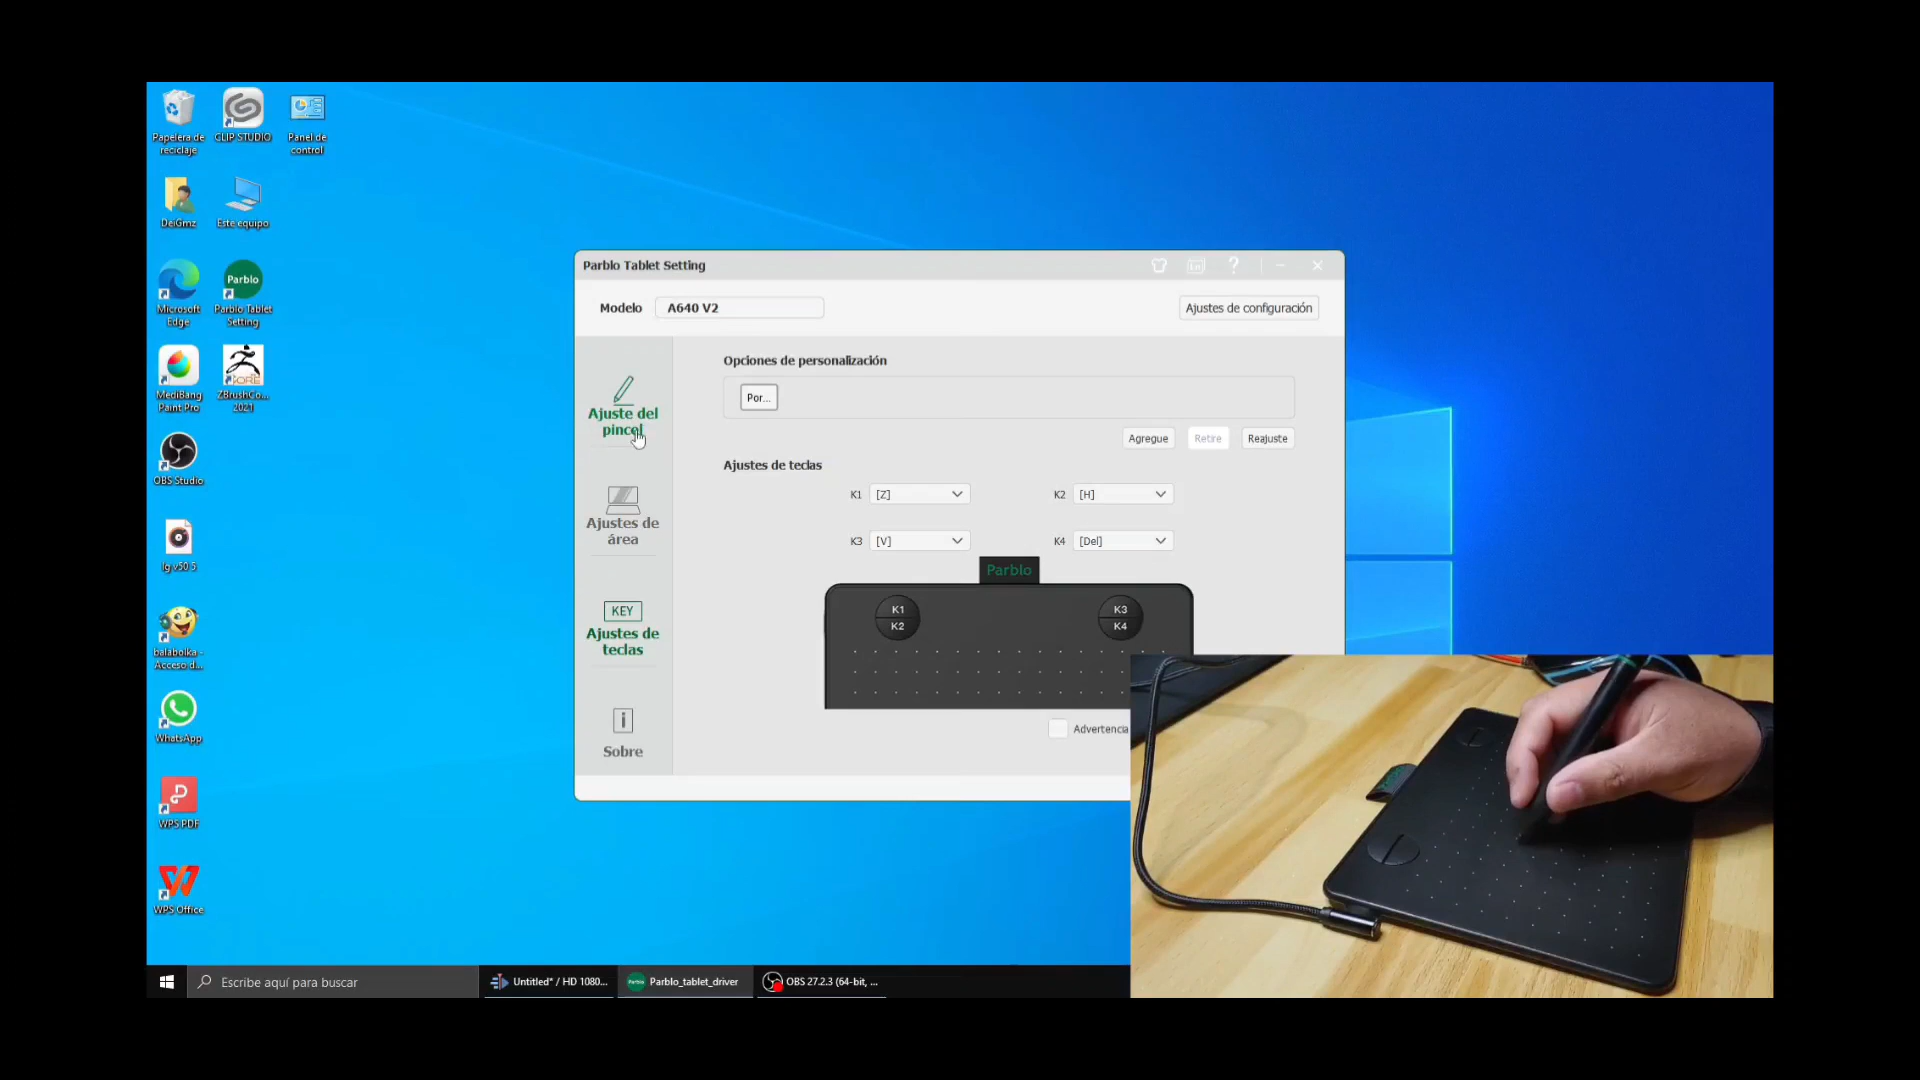 Papelera de
reciclaje
CLIP STUDIO
Panel de
control
DeiGmz
Este equipo
Microsoft
Edge
Parblo
Parblo Tablet
Setting
MediBang
Paint Pro
ZBrushCo...
2021
OBS Studio
lg v50 5
balabolka -
Acceso d...
WhatsApp
WPS PDF
WPS Office
Parblo Tablet Setting
Modelo
A640 V2
Ajustes de configuración
Ajuste del
pincel
Ajustes de
área
KEY
Ajustes de
teclas
Sobre
Opciones de personalización
Por...
Agregue
Retire
Reajuste
Ajustes de teclas
K1
[Z]
K2
[H]
K3
[V]
K4
[Del]
Parblo
K1
K2
K3
K4
Advertencia
Escribe aquí para buscar
Untitled* / HD 1080...
Parblo_tablet_driver
OBS 27.2.3 (64-bit, ...